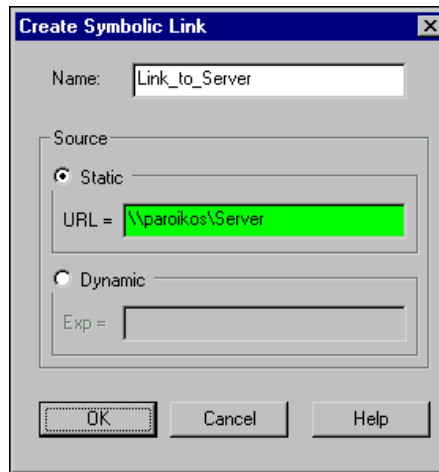 Create Symbolic Link
Name: Link_to_Server
Source
Static
URL = \\paroikos\Server
Dynamic
Exp =
OK Cancel Help